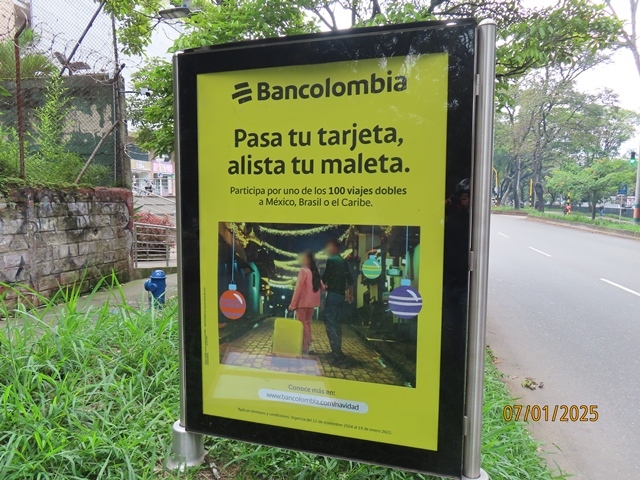 Bancolombia
Pasa tu tarjeta,
alista tu maleta.
Participa por uno de los 100 viajes dobles
a México, Brasil o el Caribe.
Conoce más en:
www.bancolombia.com/navidad
07/01/2025